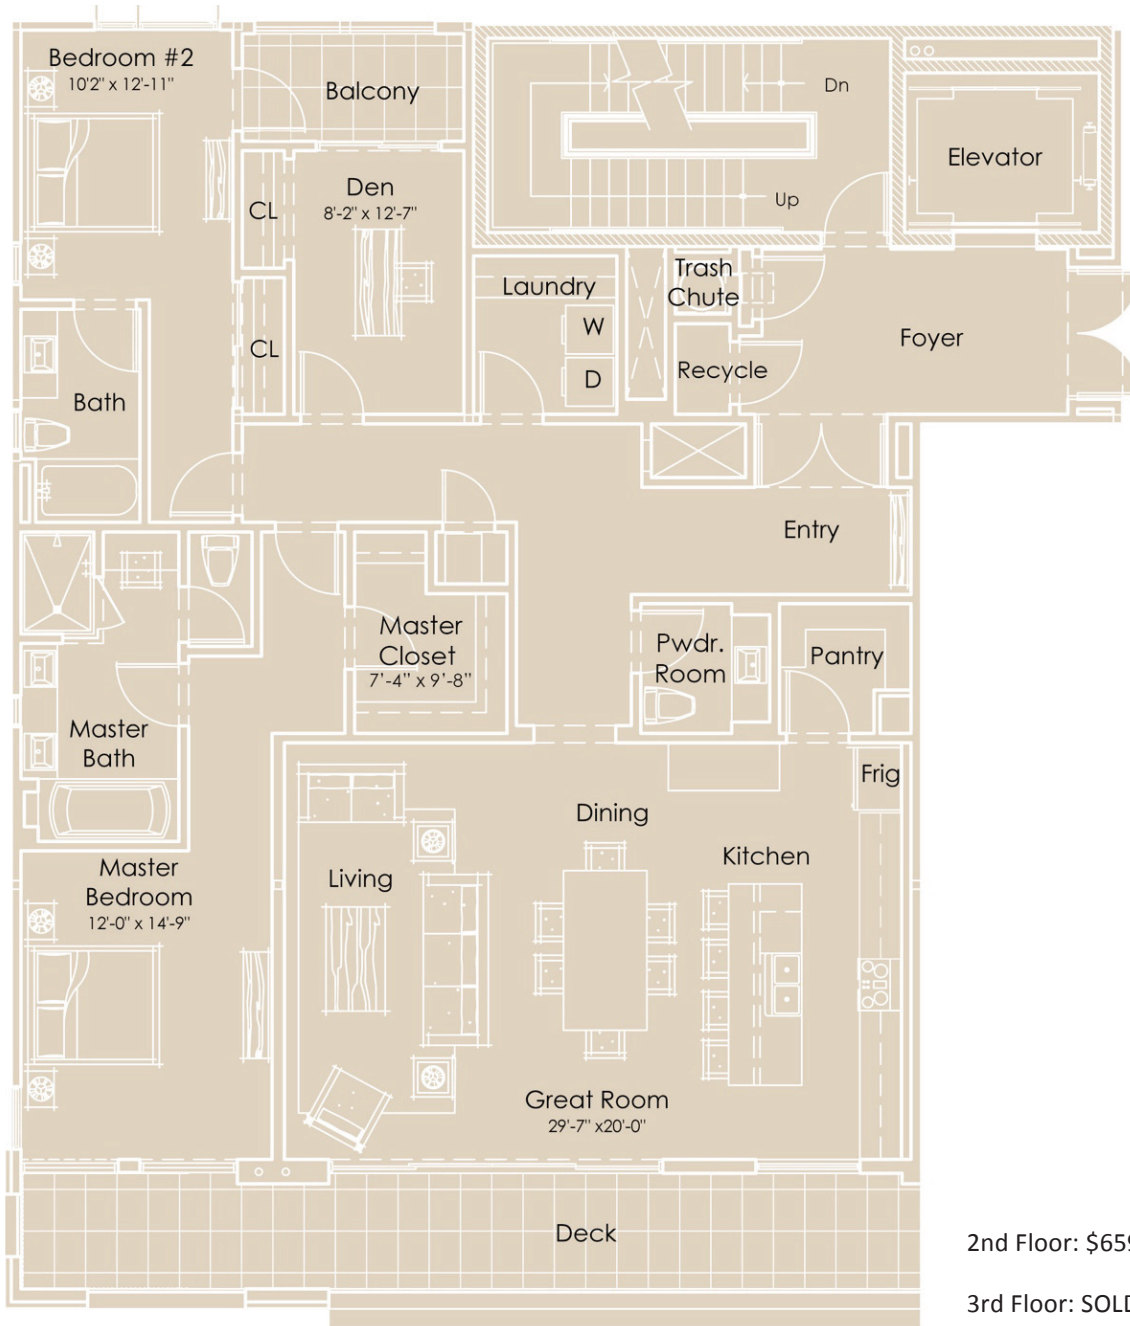 Bedroom #2
10'2" x 12'-11"
Balcony
Dn
Elevator
Den
8'-2" x 12'-7"
Up
CL
Trash
Chute
Laundry
W
Foyer
CL
D
Recycle
Bath
Entry
Master
Closet
7'-4" x 9'-8"
Pwdr.
Room
Pantry
Master
Bath
Frig
Dining
Kitchen
Master
Bedroom
12'-0" x 14'-9"
Living
Great Room
29'-7" x20'-0"
Deck
2nd Floor: $659
3rd Floor: SOLD